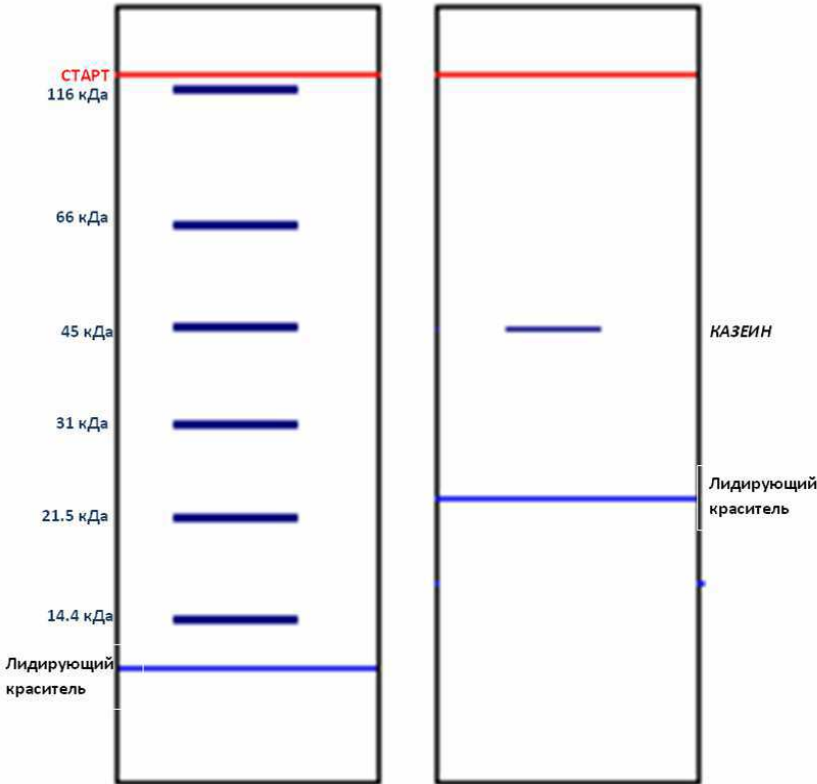 СТАРТ
116 кДа
66 кДа
45 кДа
31 кДа
21.5 кДа
14.4 кДа
Лидирующий
краситель
КАЗЕИН
Лидирующий
краситель